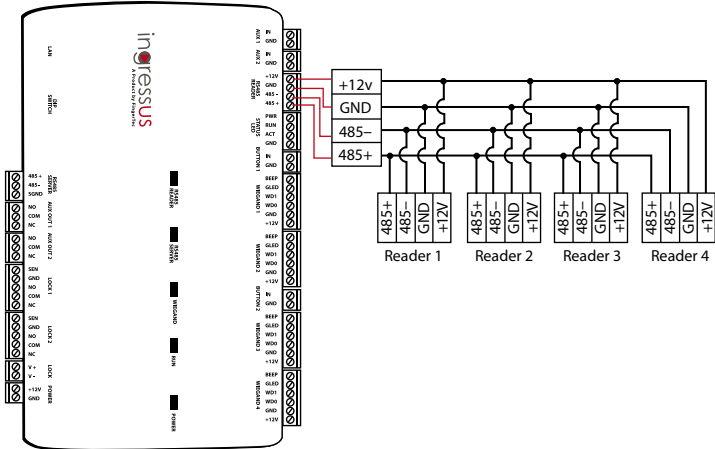 ingressus
A Product by FingerTec
LAN
DIP
SWITCH
RS485
READER
RS485
SERVER
WIEGAND
RUN
POWER
485 +
485-
SGND
RS485
SERVER
NO
COM
NC
AUX OUT 1
NO
COM
NC
AUX OUT 2
SEN
GND
NO
COM
NC
LOCK 1
SEN
GND
NO
COM
NC
LOCK 2
V +
V -
LOCK
+12V
GND
POWER
AUX 1
IN
GND
AUX 2
IN
GND
RS485
READER
+12V
GND
485 -
485 +
STATUS
LED
PWR
RUN
ACT
GND
BUTTON 1
IN
GND
WIEGAND 1
BEEP
GLED
WD1
WD0
GND
+12V
WIEGAND 2
BEEP
GLED
WD1
WD0
GND
+12V
BUTTON 2
IN
GND
WIEGAND 3
BEEP
GLED
WD1
WD0
GND
+12V
WIEGAND 4
BEEP
GLED
WD1
WD0
GND
+12V
+12v
GND
485−
485+
485+
485−
GND
+12V
Reader 1
485+
485−
GND
+12V
Reader 2
485+
485−
GND
+12V
Reader 3
485+
485−
GND
+12V
Reader 4